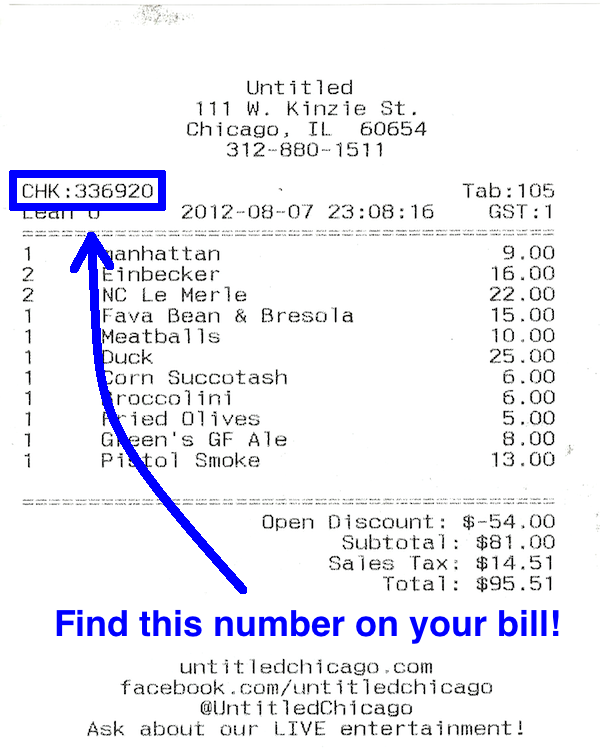 Untitled
111 W. Kinzie St.
Chicago, IL 60654
312-880-1511
CHK:336920 Tab:105
Leah U 2012-08-07 23:08:16 GST:1
1 manhattan 9.00
2 Einbecker 16.00
2 NC Le Merle 22.00
1 Fava Bean & Bresola 15.00
1 Meatballs 10.00
1 Duck 25.00
1 Corn Succotash 6.00
1 Broccolini 6.00
1 Fried Olives 5.00
1 Green's GF Ale 8.00
1 Pistol Smoke 13.00
Open Discount: $-54.00
Subtotal: $81.00
Sales Tax: $14.51
Total: $95.51
Find this number on your bill!
untitledchicago.com
facebook.com/untitledchicago
@UntitledChicago
Ask about our LIVE entertainment!